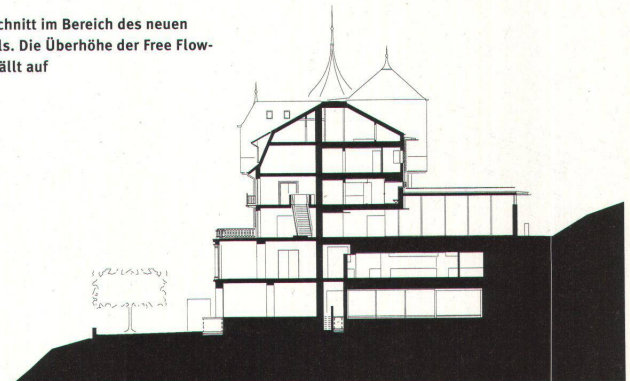 chnitt im Bereich des neuen
ls. Die Überhöhe der Free Flow-
ällt auf